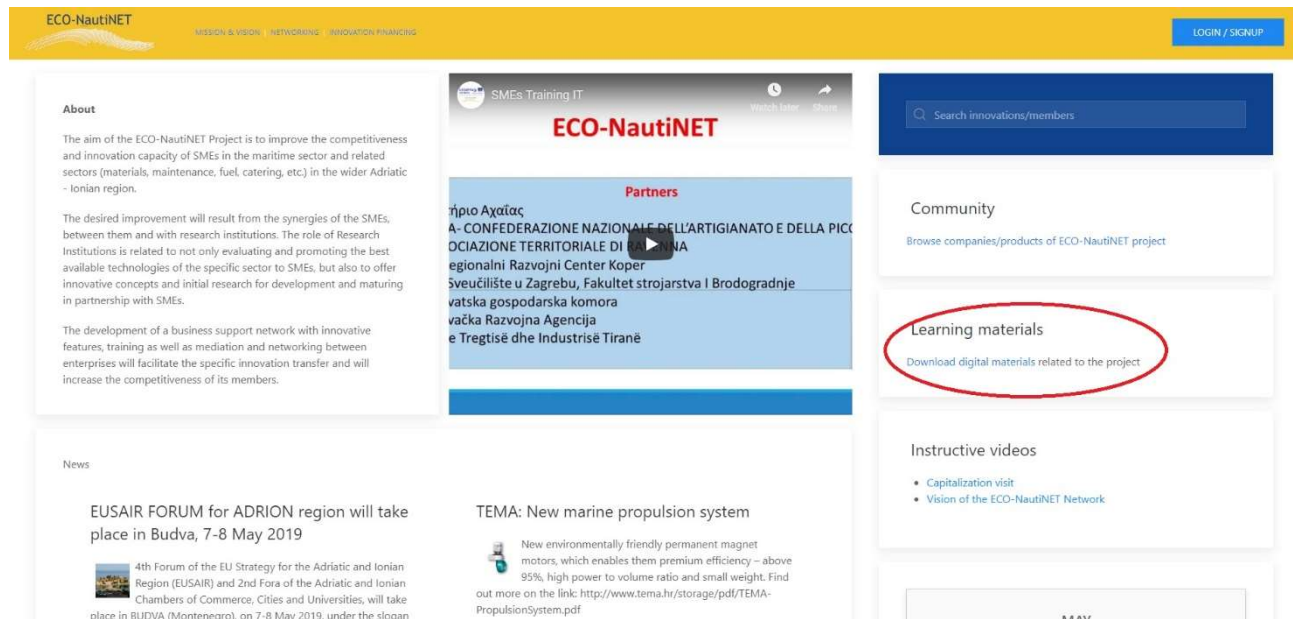 ECO-NautiNET
MISSION & VISION | NETWORKING | INNOVATION FINANCING
LOGIN / SIGNUP
About
The aim of the ECO-NautiNET Project is to improve the competitiveness
and innovation capacity of SMEs in the maritime sector and related
sectors (materials, maintenance, fuel, catering, etc.) in the wider Adriatic
- Ionian region.
The desired improvement will result from the synergies of the SMEs,
between them and with research institutions. The role of Research
Institutions is related to not only evaluating and promoting the best
available technologies of the specific sector to SMEs, but also to offer
innovative concepts and initial research for development and maturing
in partnership with SMEs.
The development of a business support network with innovative
features, training as well as mediation and networking between
enterprises will facilitate the specific innovation transfer and will
increase the competitiveness of its members.
SMEs Training IT
Watch later Share
ECO-NautiNET
Partners
τήριο Αχαΐας
A- CONFEDERAZIONE NAZIONALE DELL'ARTIGIANATO E DELLA PICC
OCIAZIONE TERRITORIALE DI RAVENNA
egionalni Razvojni Center Koper
Sveučilište u Zagrebu, Fakultet strojarstva I Brodogradnje
vatska gospodarska komora
vačka Razvojna Agencija
e Tregtisë dhe Industrisë Tiranë
Search innovations/members
Community
Browse companies/products of ECO-NautiNET project
Learning materials
Download digital materials related to the project
Instructive videos
• Capitalization visit
• Vision of the ECO-NautiNET Network
News
EUSAIR FORUM for ADRION region will take
place in Budva, 7-8 May 2019
4th Forum of the EU Strategy for the Adriatic and Ionian
Region (EUSAIR) and 2nd Fora of the Adriatic and Ionian
Chambers of Commerce, Cities and Universities, will take
place in BUDVA (Montenegro), on 7-8 May 2019, under the slogan
TEMA: New marine propulsion system
New environmentally friendly permanent magnet
motors, which enables them premium efficiency – above
95%, high power to volume ratio and small weight. Find
out more on the link: http://www.tema.hr/storage/pdf/TEMA-
PropulsionSystem.pdf
MAY